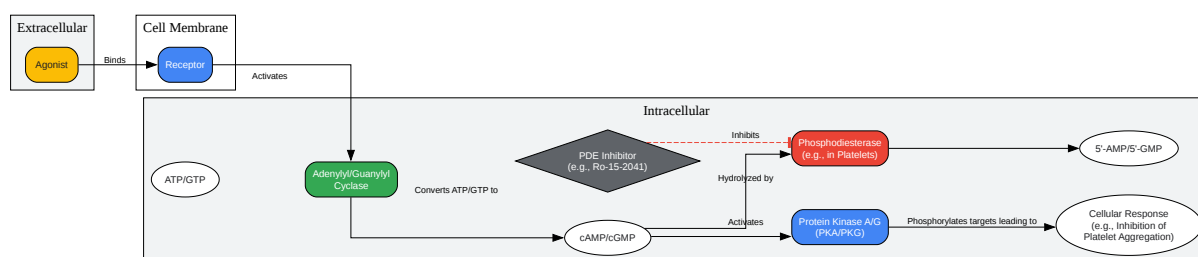 Extracellular
Cell Membrane
Agonist
Binds
Receptor
Activates
Intracellular
ATP/GTP
Adenylyl/Guanylyl
Cyclase
Converts ATP/GTP to
PDE Inhibitor
(e.g., Ro-15-2041)
Inhibits
Phosphodiesterase
(e.g., in Platelets)
5'-AMP/5'-GMP
Hydrolyzed by
cAMP/cGMP
Activates
Protein Kinase A/G
(PKA/PKG)
Phosphorylates targets leading to
Cellular Response
(e.g., Inhibition of
Platelet Aggregation)